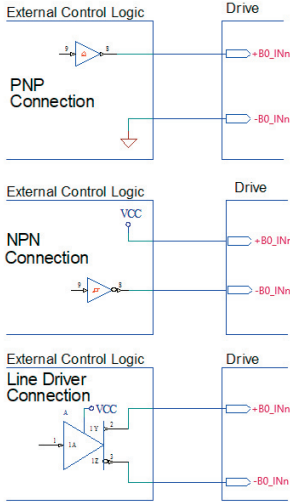 External Control Logic
Drive
9
8
+B0_INn
PNP
Connection
-B0_INn
External Control Logic
Drive
VCC
NPN
Connection
+B0_INn
9
8
-B0_INn
External Control Logic
Drive
Line Driver
Connection
A
VCC
+B0_INn
1Y
2
1
1A
1Z
3
-B0_INn